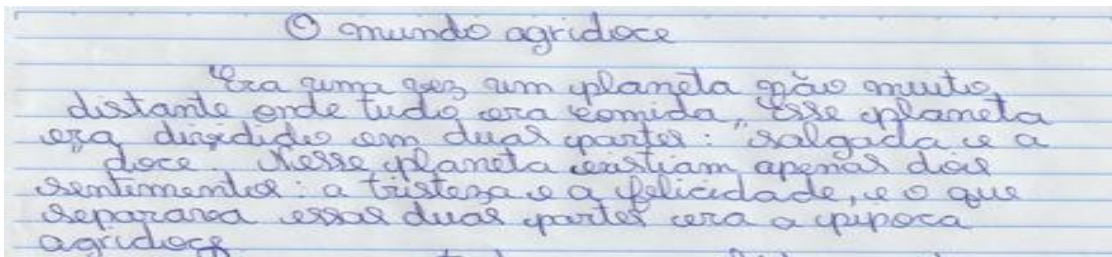 O mundo agridoce
Era uma vez um planeta não muito
distante onde tudo era comida, esse planeta
era dividido em duas partes: "salgada e a
doce. Nesse planeta existiam apenas dois
sentimentos: a tristeza e a felicidade, e o que
separava essas duas partes era a pipoca
agridoce